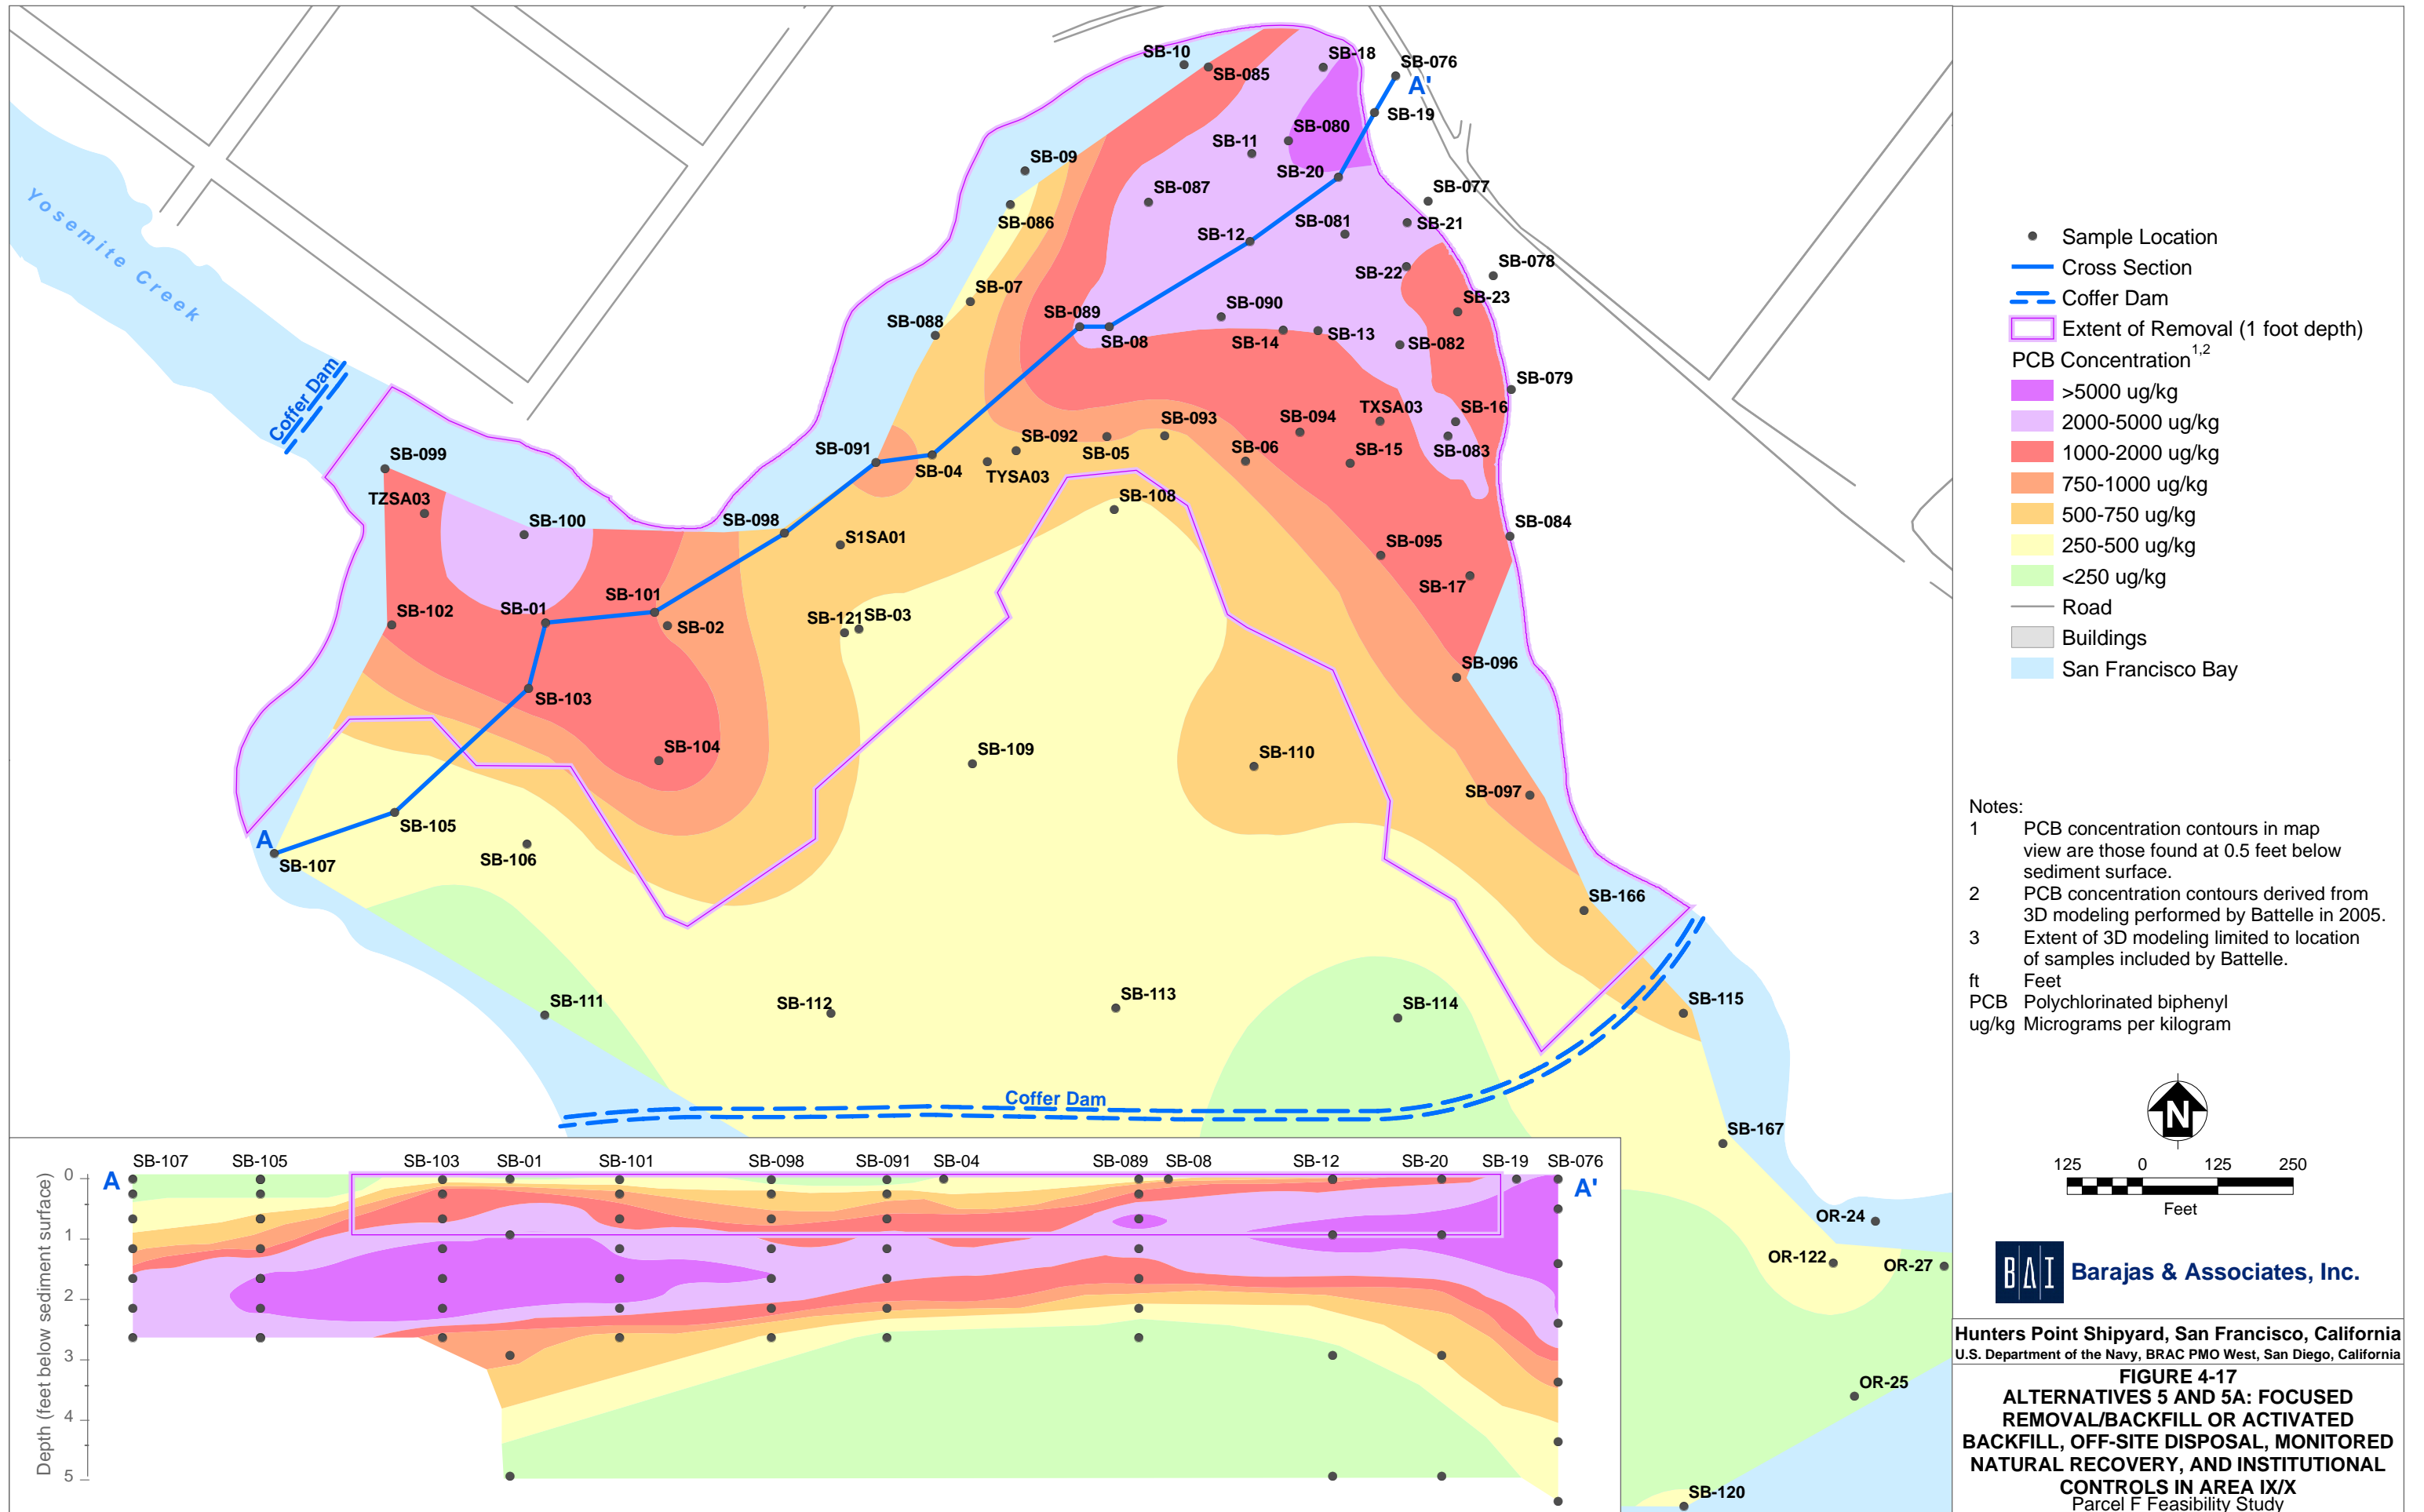 SB-10
SB-085
SB-18
SB-076
A'
SB-19
SB-080
SB-11
SB-20
SB-09
SB-087
SB-086
SB-077
SB-081
SB-21
SB-12
SB-22
SB-078
SB-23
SB-07
SB-088
SB-089
SB-08
SB-090
SB-14
SB-13
SB-082
SB-079
Yosemite Creek
Coffer Dam
SB-099
TZSA03
SB-100
SB-091
SB-04
SB-092
TYSA03
SB-05
SB-093
SB-06
SB-094
TXSA03
SB-15
SB-16
SB-083
SB-108
SB-098
S1SA01
SB-095
SB-17
SB-084
SB-102
SB-01
SB-101
SB-02
SB-121
SB-03
SB-096
SB-103
SB-104
SB-109
SB-110
SB-097
SB-105
A
SB-107
SB-106
SB-166
SB-111
SB-112
SB-113
SB-114
SB-115
Coffer Dam
SB-167
OR-24
OR-122
OR-27
OR-25
SB-120
Depth (feet below sediment surface)
0
1
2
3
4
5
A
SB-107
SB-105
SB-103
SB-01
SB-101
SB-098
SB-091
SB-04
SB-089
SB-08
SB-12
SB-20
SB-19
SB-076
A'
Sample Location
Cross Section
Coffer Dam
Extent of Removal (1 foot depth)
PCB Concentration1,2
>5000 ug/kg
2000-5000 ug/kg
1000-2000 ug/kg
750-1000 ug/kg
500-750 ug/kg
250-500 ug/kg
<250 ug/kg
Road
Buildings
San Francisco Bay
Notes:
1 PCB concentration contours in map
view are those found at 0.5 feet below
sediment surface.
2 PCB concentration contours derived from
3D modeling performed by Battelle in 2005.
3 Extent of 3D modeling limited to location
of samples included by Battelle.
ft Feet
PCB Polychlorinated biphenyl
ug/kg Micrograms per kilogram
N
125 0 125 250
Feet
BAI Barajas & Associates, Inc.
Hunters Point Shipyard, San Francisco, California
U.S. Department of the Navy, BRAC PMO West, San Diego, California
FIGURE 4-17
ALTERNATIVES 5 AND 5A: FOCUSED
REMOVAL/BACKFILL OR ACTIVATED
BACKFILL, OFF-SITE DISPOSAL, MONITORED
NATURAL RECOVERY, AND INSTITUTIONAL
CONTROLS IN AREA IX/X
Parcel F Feasibility Study